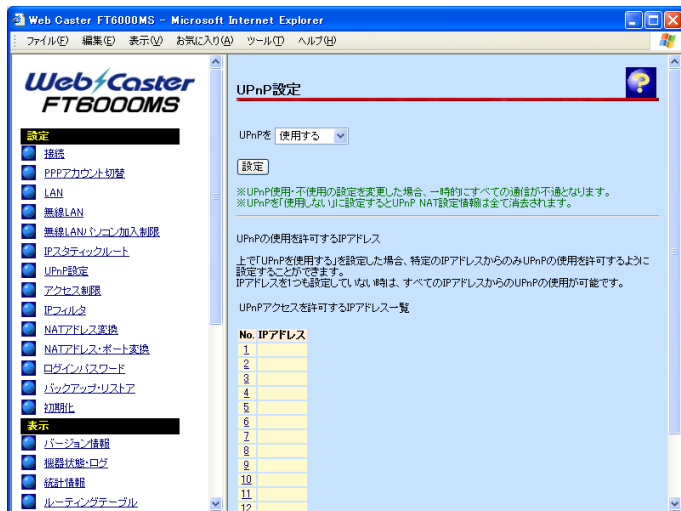 Web Caster FT6000MS - Microsoft Internet Explorer
ファイル(F) 編集(E) 表示(V) お気に入り(A) ツール(T) ヘルプ(H)
Web Caster
FT6000MS
設定
接続
PPPアカウント切替
LAN
無線LAN
無線LANパソコン加入制限
IPスタティックルート
UPnP設定
アクセス制限
IPフィルタ
NATアドレス変換
NATアドレス・ポート変換
ログインパスワード
バックアップ・リストア
初期化
表示
バージョン情報
機器状態・ログ
統計情報
ルーティングテーブル
UPnP設定
?
UPnPを 使用する
設定
※UPnP使用・不使用の設定を変更した場合、一時的にすべての通信が不通となります。
※UPnPを「使用しない」に設定するとUPnP NAT設定情報は全て消去されます。
UPnPの使用を許可するIPアドレス
上で「UPnPを使用する」を設定した場合、特定のIPアドレスからのみUPnPの使用を許可するように
設定することができます。
IPアドレスを1つも設定していない時は、すべてのIPアドレスからのUPnPの使用が可能です。
UPnPアクセスを許可するIPアドレス一覧
No. IPアドレス
1
2
3
4
5
6
7
8
9
10
11
12